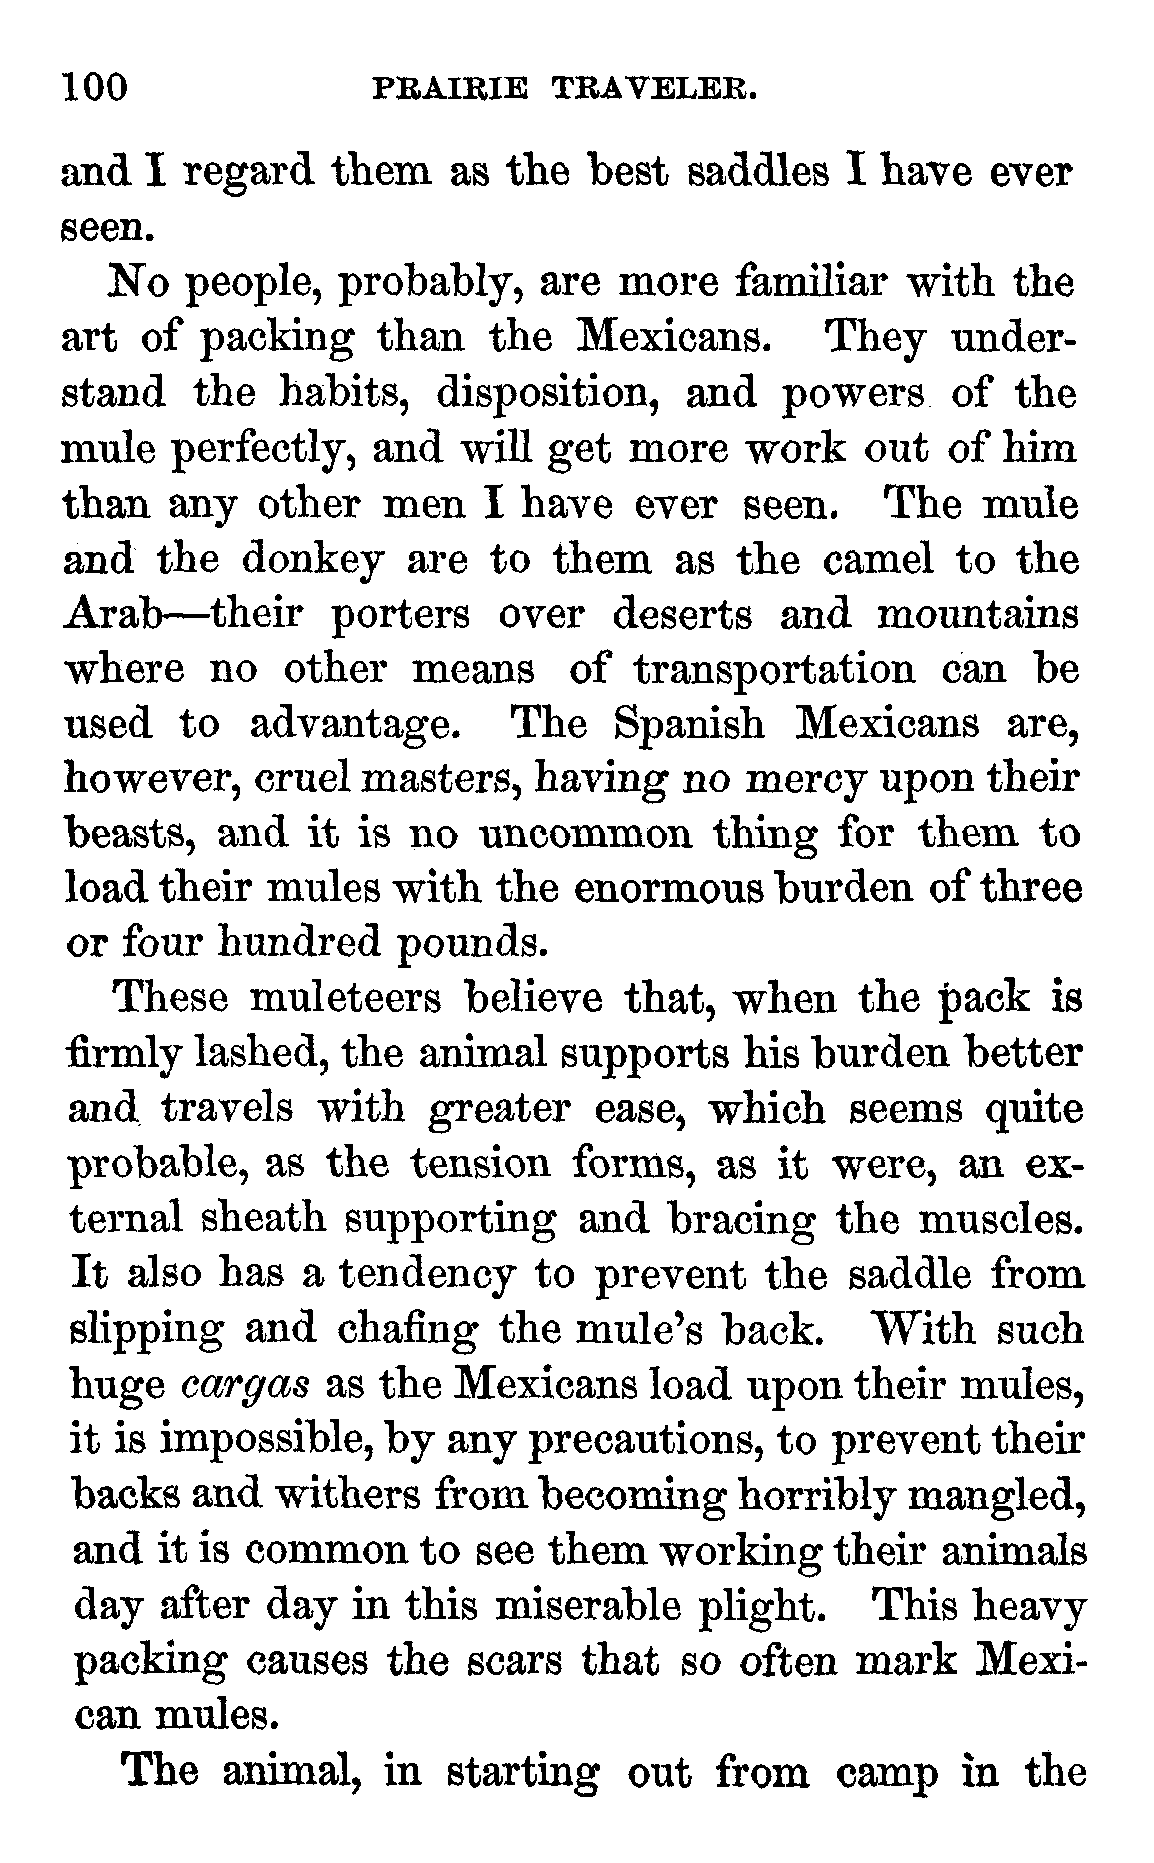 100 PRAIRIE TRAVELER.
and I regard them as the best saddles I have ever
seen.
No people, probably, are more familiar with the
art of packing than the Mexicans. They under-
stand the habits, disposition, and powers of the
mule perfectly, and will get more work out of him
than any other men I have ever seen. The mule
and the donkey are to them as the camel to the
Arab—their porters over deserts and mountains
where no other means of transportation can be
used to advantage. The Spanish Mexicans are,
however, cruel masters, having no mercy upon their
beasts, and it is no uncommon thing for them to
load their mules with the enormous burden of three
or four hundred pounds.
These muleteers believe that, when the pack is
firmly lashed, the animal supports his burden better
and travels with greater ease, which seems quite
probable, as the tension forms, as it were, an ex-
ternal sheath supporting and bracing the muscles.
It also has a tendency to prevent the saddle from
slipping and chafing the mule's back. With such
huge cargas as the Mexicans load upon their mules,
it is impossible, by any precautions, to prevent their
backs and withers from becoming horribly mangled,
and it is common to see them working their animals
day after day in this miserable plight. This heavy
packing causes the scars that so often mark Mexi-
can mules.
The animal, in starting out from camp in the